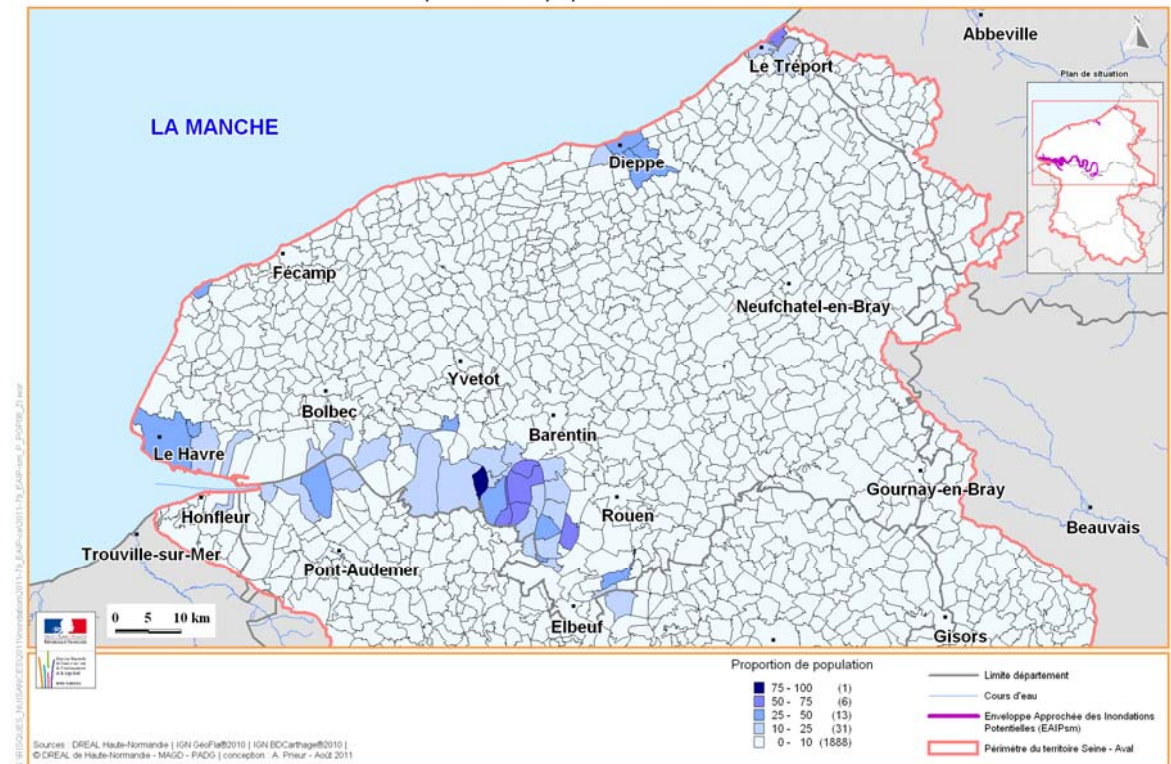 Abbeville
N
Le Tréport
Plan de situation
LA MANCHE
Dieppe
Fécamp
Neufchatel-en-Bray
Yvetot
Bolbec
Barentin
Le Havre
Gournay-en-Bray
Honfleur
Rouen
Beauvais
Trouville-sur-Mer
Pont-Audemer
0 5 10 km
Elbeuf
Gisors
Proportion de population
75 - 100 (1)
50 - 75 (6)
25 - 50 (13)
10 - 25 (31)
0 - 10 (1888)
Limite département
Cours d'eau
Enveloppe Approchée des Inondations
Potentielles (EAIPsm)
Périmètre du territoire Seine - Aval
Sources : DREAL Haute-Normandie | IGN GéoFla®2010 | IGN BDCarthage®2010 |
© DREAL de Haute-Normandie - MAGD - PADG | conception : A. Prieur - Août 2011